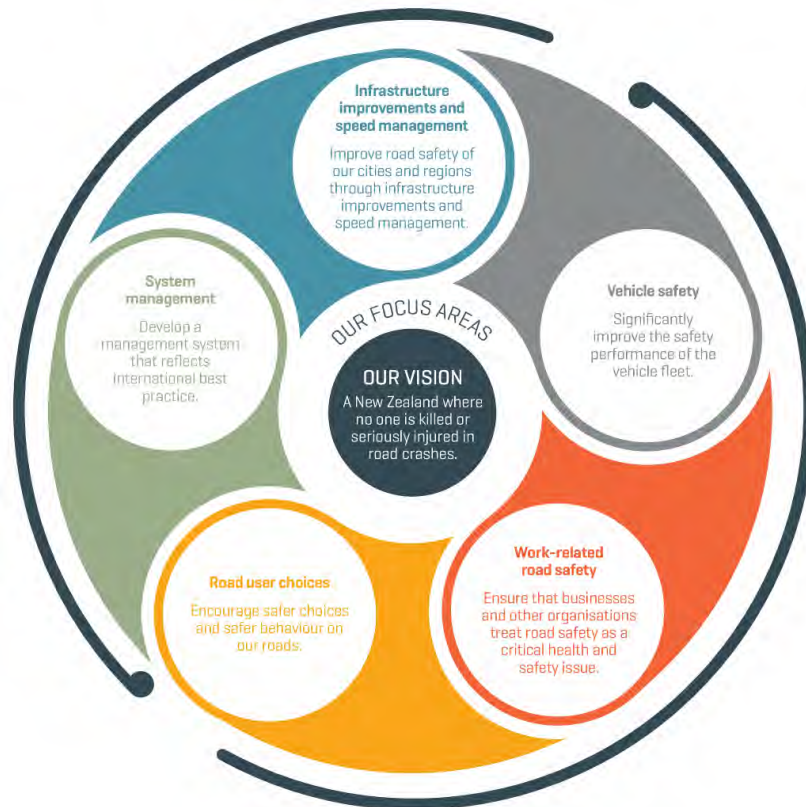 Infrastructure
improvements and
speed management
Improve road safety of
our cities and regions
through infrastructure
improvements and
speed management.
Vehicle safety
Significantly
improve the safety
performance of the
vehicle fleet.
Work-related
road safety
Ensure that businesses
and other organisations
treat road safety as a
critical health and
safety issue.
Road user choices
Encourage safer choices
and safer behaviour on
our roads.
System
management
Develop a
management system
that reflects
international best
practice.
OUR FOCUS AREAS
OUR VISION
A New Zealand where
no one is killed or
seriously injured in
road crashes.